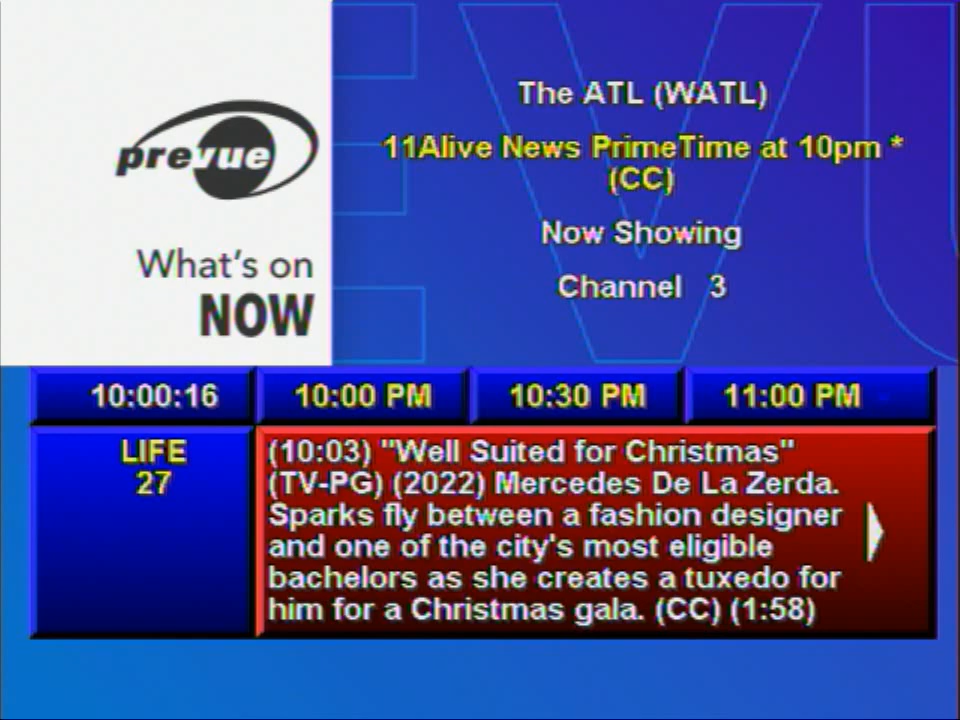 prevue
What's on
NOW
The ATL (WATL)
11Alive News PrimeTime at 10pm *
(CC)
Now Showing
Channel 3
10:00:16
10:00 PM
10:30 PM
11:00 PM
LIFE
27
(10:03) "Well Suited for Christmas"
(TV-PG) (2022) Mercedes De La Zerda.
Sparks fly between a fashion designer
and one of the city's most eligible
bachelors as she creates a tuxedo for
him for a Christmas gala. (CC) (1:58)